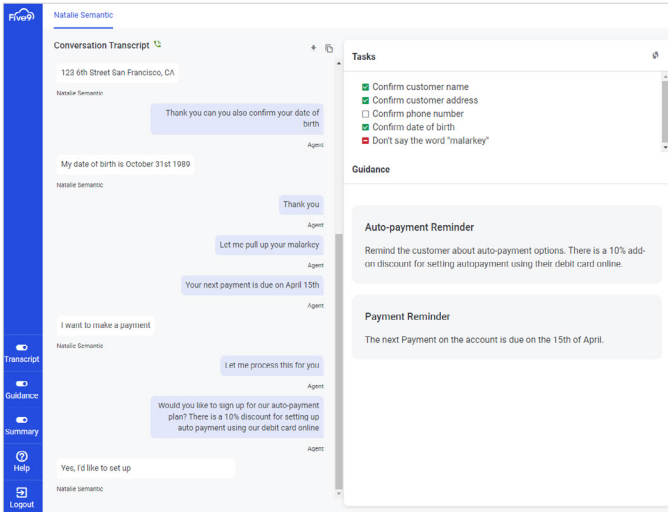 Five9
Natalie Semantic
Conversation Transcript
123 6th Street San Francisco, CA
Natalie Semantic
Thank you can you also confirm your date of
birth
Agent
My date of birth is October 31st 1989
Natalie Semantic
Thank you
Agent
Let me pull up your malarkey
Agent
Your next payment is due on April 15th
Agent
I want to make a payment
Natalie Semantic
Let me process this for you
Agent
Would you like to sign up for our auto-payment
plan? There is a 10% discount for setting up
auto payment using our debit card online
Agent
Yes, I'd like to set up
Natalie Semantic
Transcript
Guidance
Summary
Help
Logout
Tasks
Confirm customer name
Confirm customer address
Confirm phone number
Confirm date of birth
Don't say the word "malarkey"
Guidance
Auto-payment Reminder
Remind the customer about auto-payment options. There is a 10% add-
on discount for setting autopayment using their debit card online.
Payment Reminder
The next Payment on the account is due on the 15th of April.